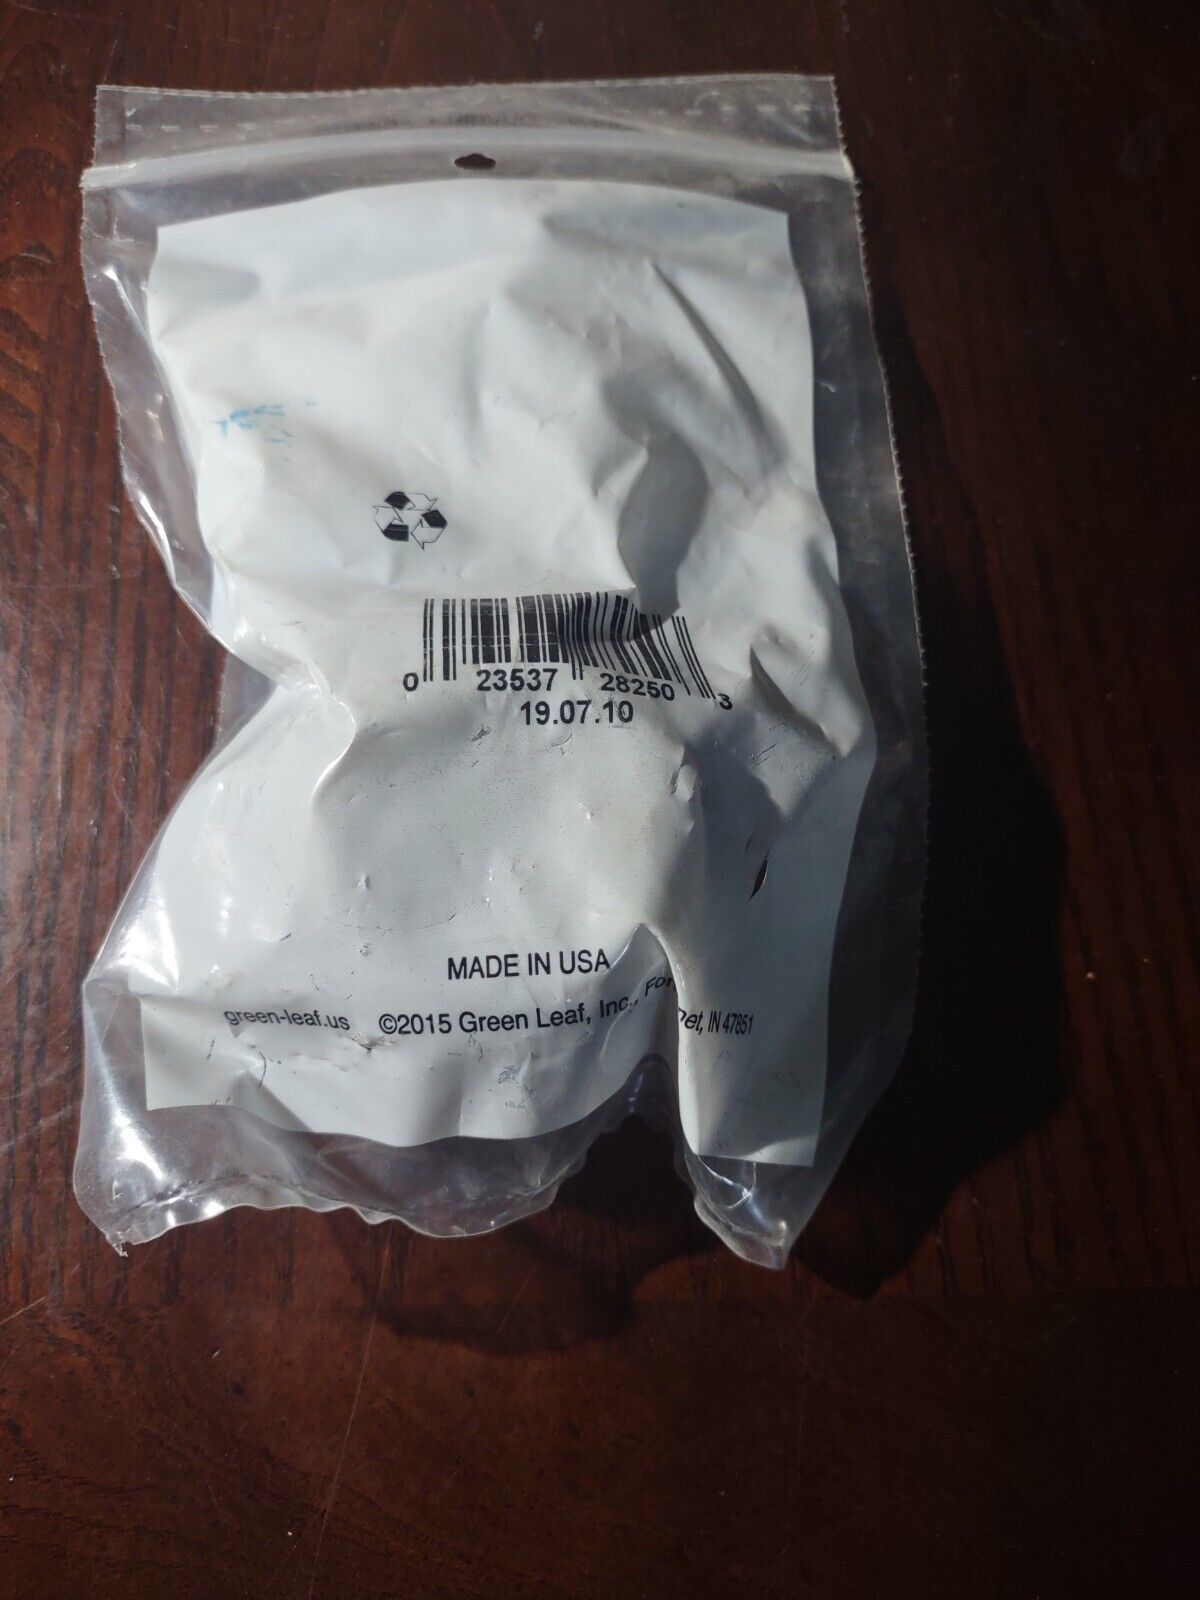 0 23537 28250 3
19.07.10
MADE IN USA
green-leaf.us ©2015 Green Leaf, Inc., IN 47851